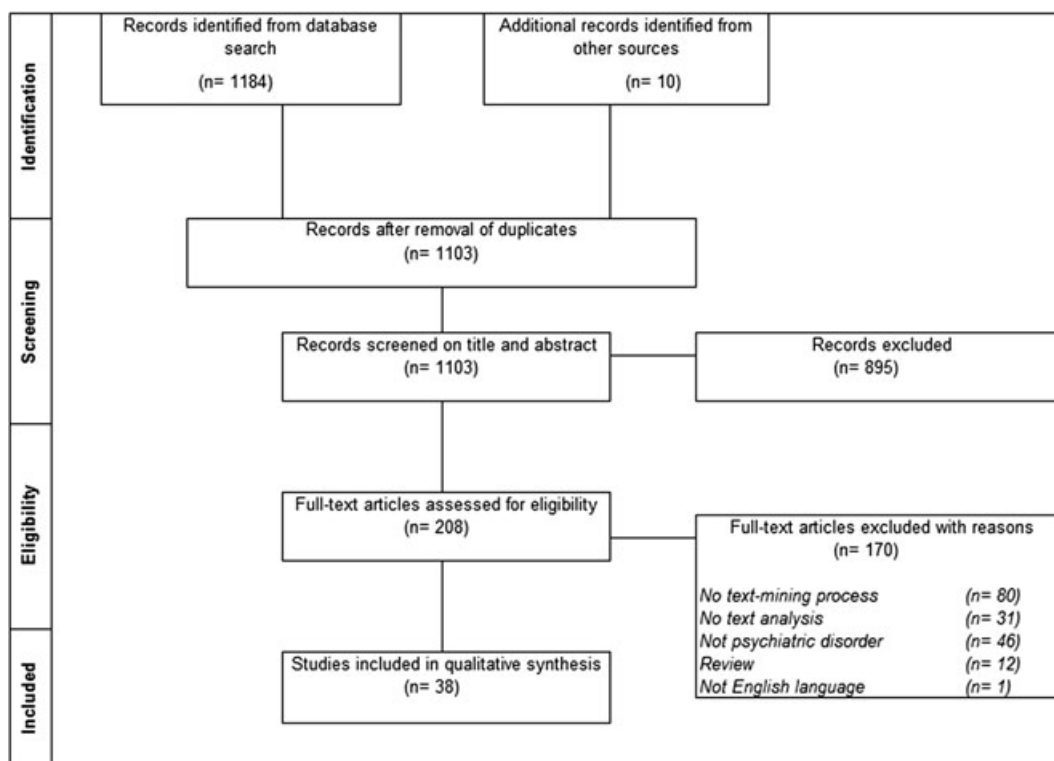 Identification
Records identified from database
search
(n= 1184)
Additional records identified from
other sources
(n= 10)
Screening
Records after removal of duplicates
(n= 1103)
Records screened on title and abstract
(n= 1103)
Records excluded
(n= 895)
Eligibility
Full-text articles assessed for eligibility
(n= 208)
Full-text articles excluded with reasons
(n= 170)
No text-mining process (n= 80)
No text analysis (n= 31)
Not psychiatric disorder (n= 46)
Review (n= 12)
Not English language (n= 1)
Included
Studies included in qualitative synthesis
(n= 38)